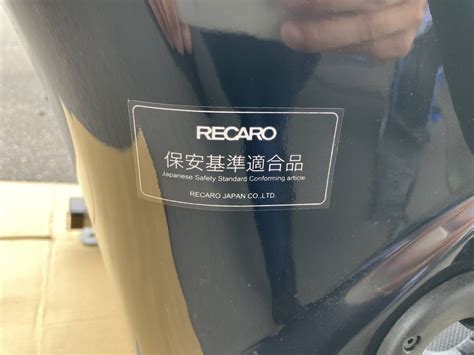 RECARO
保安基準適合品
Japanese Safety Standard Conforming article
RECARO JAPAN CO.,LTD.